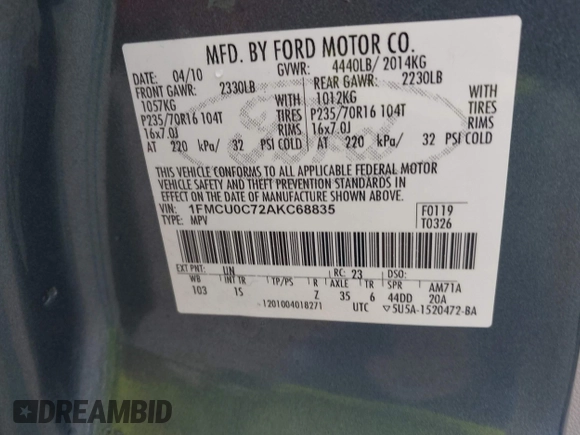 MFD. BY FORD MOTOR CO.
DATE: 04/10 GVWR: 4440LB/ 2014KG
FRONT GAWR: 2330LB REAR GAWR: 2230LB
1057KG WITH 1012KG WITH
P235/70R16 104T TIRES P235/70R16 104T TIRES
16x7.0J RIMS 16x7.0J RIMS
AT 220 kPa/ 32 PSI COLD AT 220 kPa/ 32 PSI COLD
Ford
THIS VEHICLE CONFORMS TO ALL APPLICABLE FEDERAL MOTOR
VEHICLE SAFETY AND THEFT PREVENTION STANDARDS IN
EFFECT ON THE DATE OF MANUFACTURE SHOWN ABOVE.
VIN: 1FMCU0C72AKC68835 F0119
TYPE: MPV T0326
EXT PNT: UN RC: 23 DSO:
WB INT TR TP/PS R AXLE TR SPR AM71A
103 IS Z 35 6 44DD 20A
1201004018271 UTC ▽5U5A-1520472-BA
DREAMBID